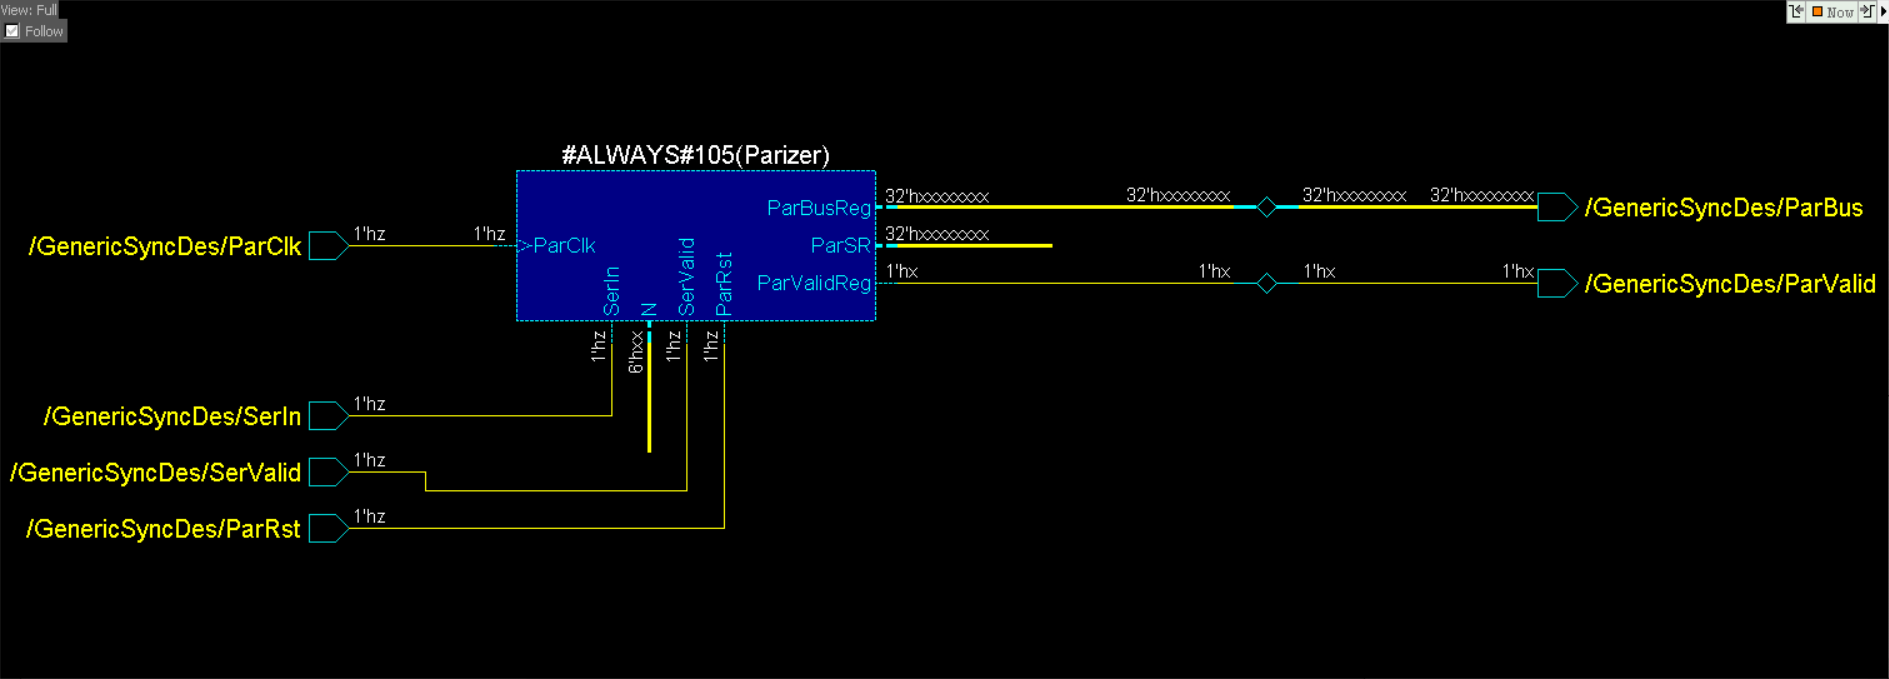 View: Full
Follow
Now
#ALWAYS#105(Parizer)
/GenericSyncDes/ParClk
1'hz
1'hz
>ParClk
SerIn
N
SerValid
ParRst
ParBusReg
ParSR
ParValidReg
32'hxxxxxxxx
32'hxxxxxxxx
32'hxxxxxxxx
32'hxxxxxxxx
/GenericSyncDes/ParBus
32'hxxxxxxxx
1'hx
1'hx
1'hx
1'hx
/GenericSyncDes/ParValid
1'hz
6'hxx
1'hz
1'hz
/GenericSyncDes/SerIn
1'hz
/GenericSyncDes/SerValid
1'hz
/GenericSyncDes/ParRst
1'hz